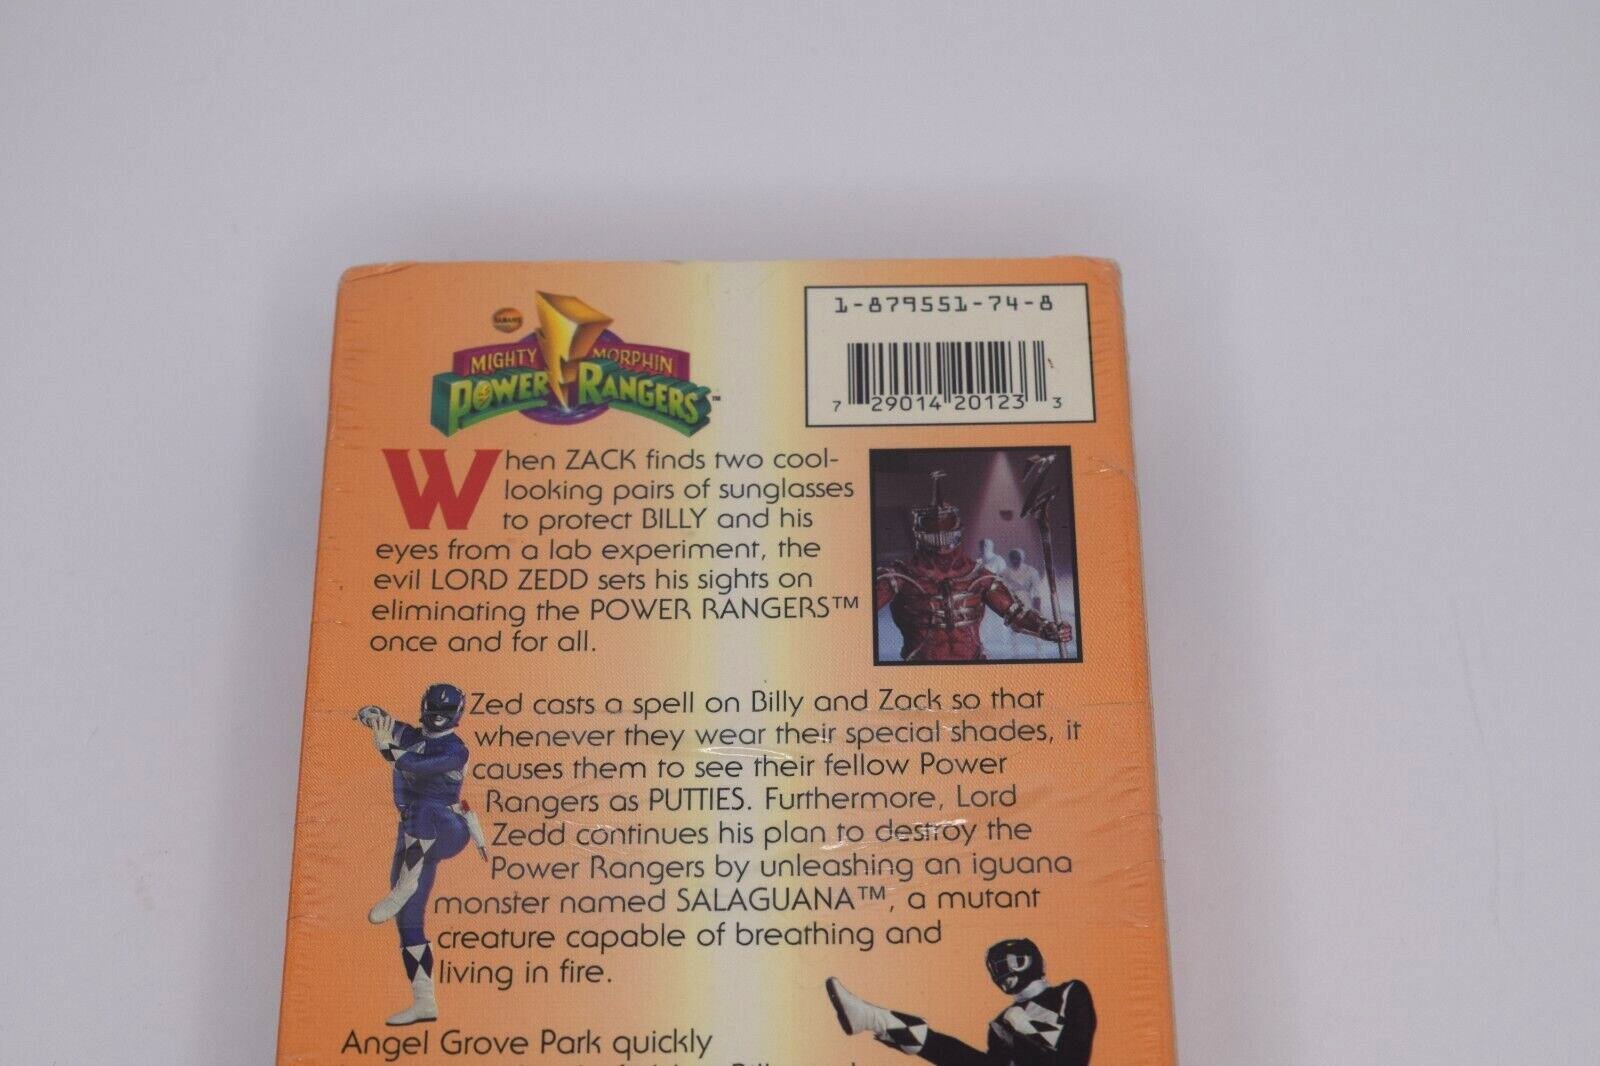 1-879551-74-8
SABAN'S
MIGHTY MORPHIN
POWER RANGERS™
7 29014 20123 3
When ZACK finds two cool-
looking pairs of sunglasses
to protect BILLY and his
eyes from a lab experiment, the
evil LORD ZEDD sets his sights on
eliminating the POWER RANGERS™
once and for all.
Zed casts a spell on Billy and Zack so that
whenever they wear their special shades, it
causes them to see their fellow Power
Rangers as PUTTIES. Furthermore, Lord
Zedd continues his plan to destroy the
Power Rangers by unleashing an iguana
monster named SALAGUANA™, a mutant
creature capable of breathing and
living in fire.
Angel Grove Park quickly